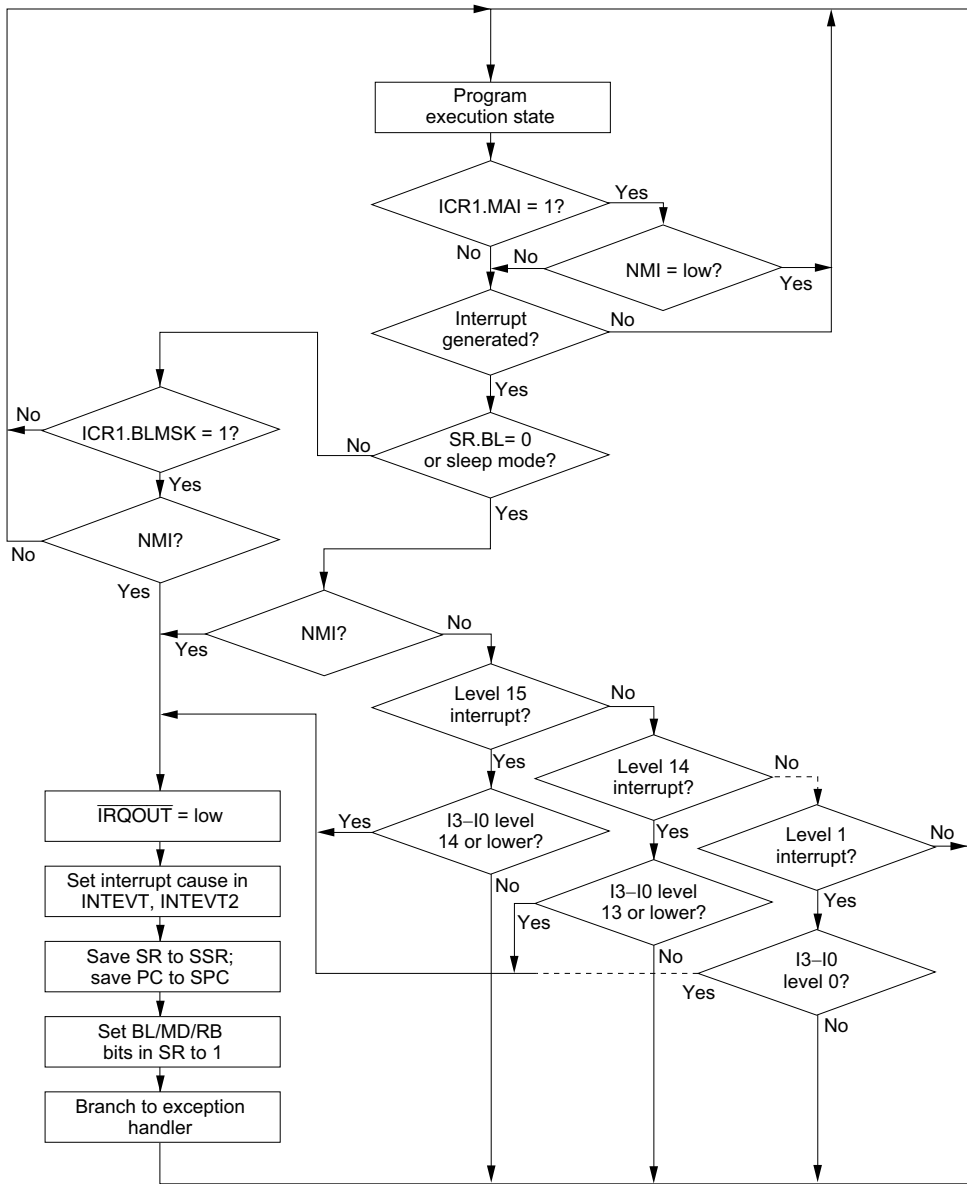 Program
execution state
ICR1.MAI = 1?
Yes
No
NMI = low?
No
Yes
Interrupt
generated?
No
Yes
SR.BL= 0
or sleep mode?
No
Yes
ICR1.BLMSK = 1?
No
Yes
NMI?
No
Yes
NMI?
Yes
No
Level 15
interrupt?
No
Yes
Level 14
interrupt?
No
Yes
Level 1
interrupt?
No
Yes
I3–I0 level
14 or lower?
Yes
No
I3–I0 level
13 or lower?
Yes
No
I3–I0
level 0?
Yes
No
IRQOUT = low
Set interrupt cause in
INTEVT, INTEVT2
Save SR to SSR;
save PC to SPC
Set BL/MD/RB
bits in SR to 1
Branch to exception
handler